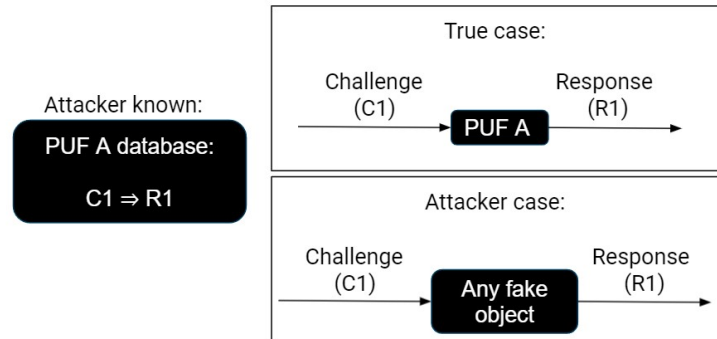 Attacker known:
PUF A database:
C1 ⇒ R1
True case:
Challenge
(C1)
PUF A
Response
(R1)
Attacker case:
Challenge
(C1)
Any fake
object
Response
(R1)